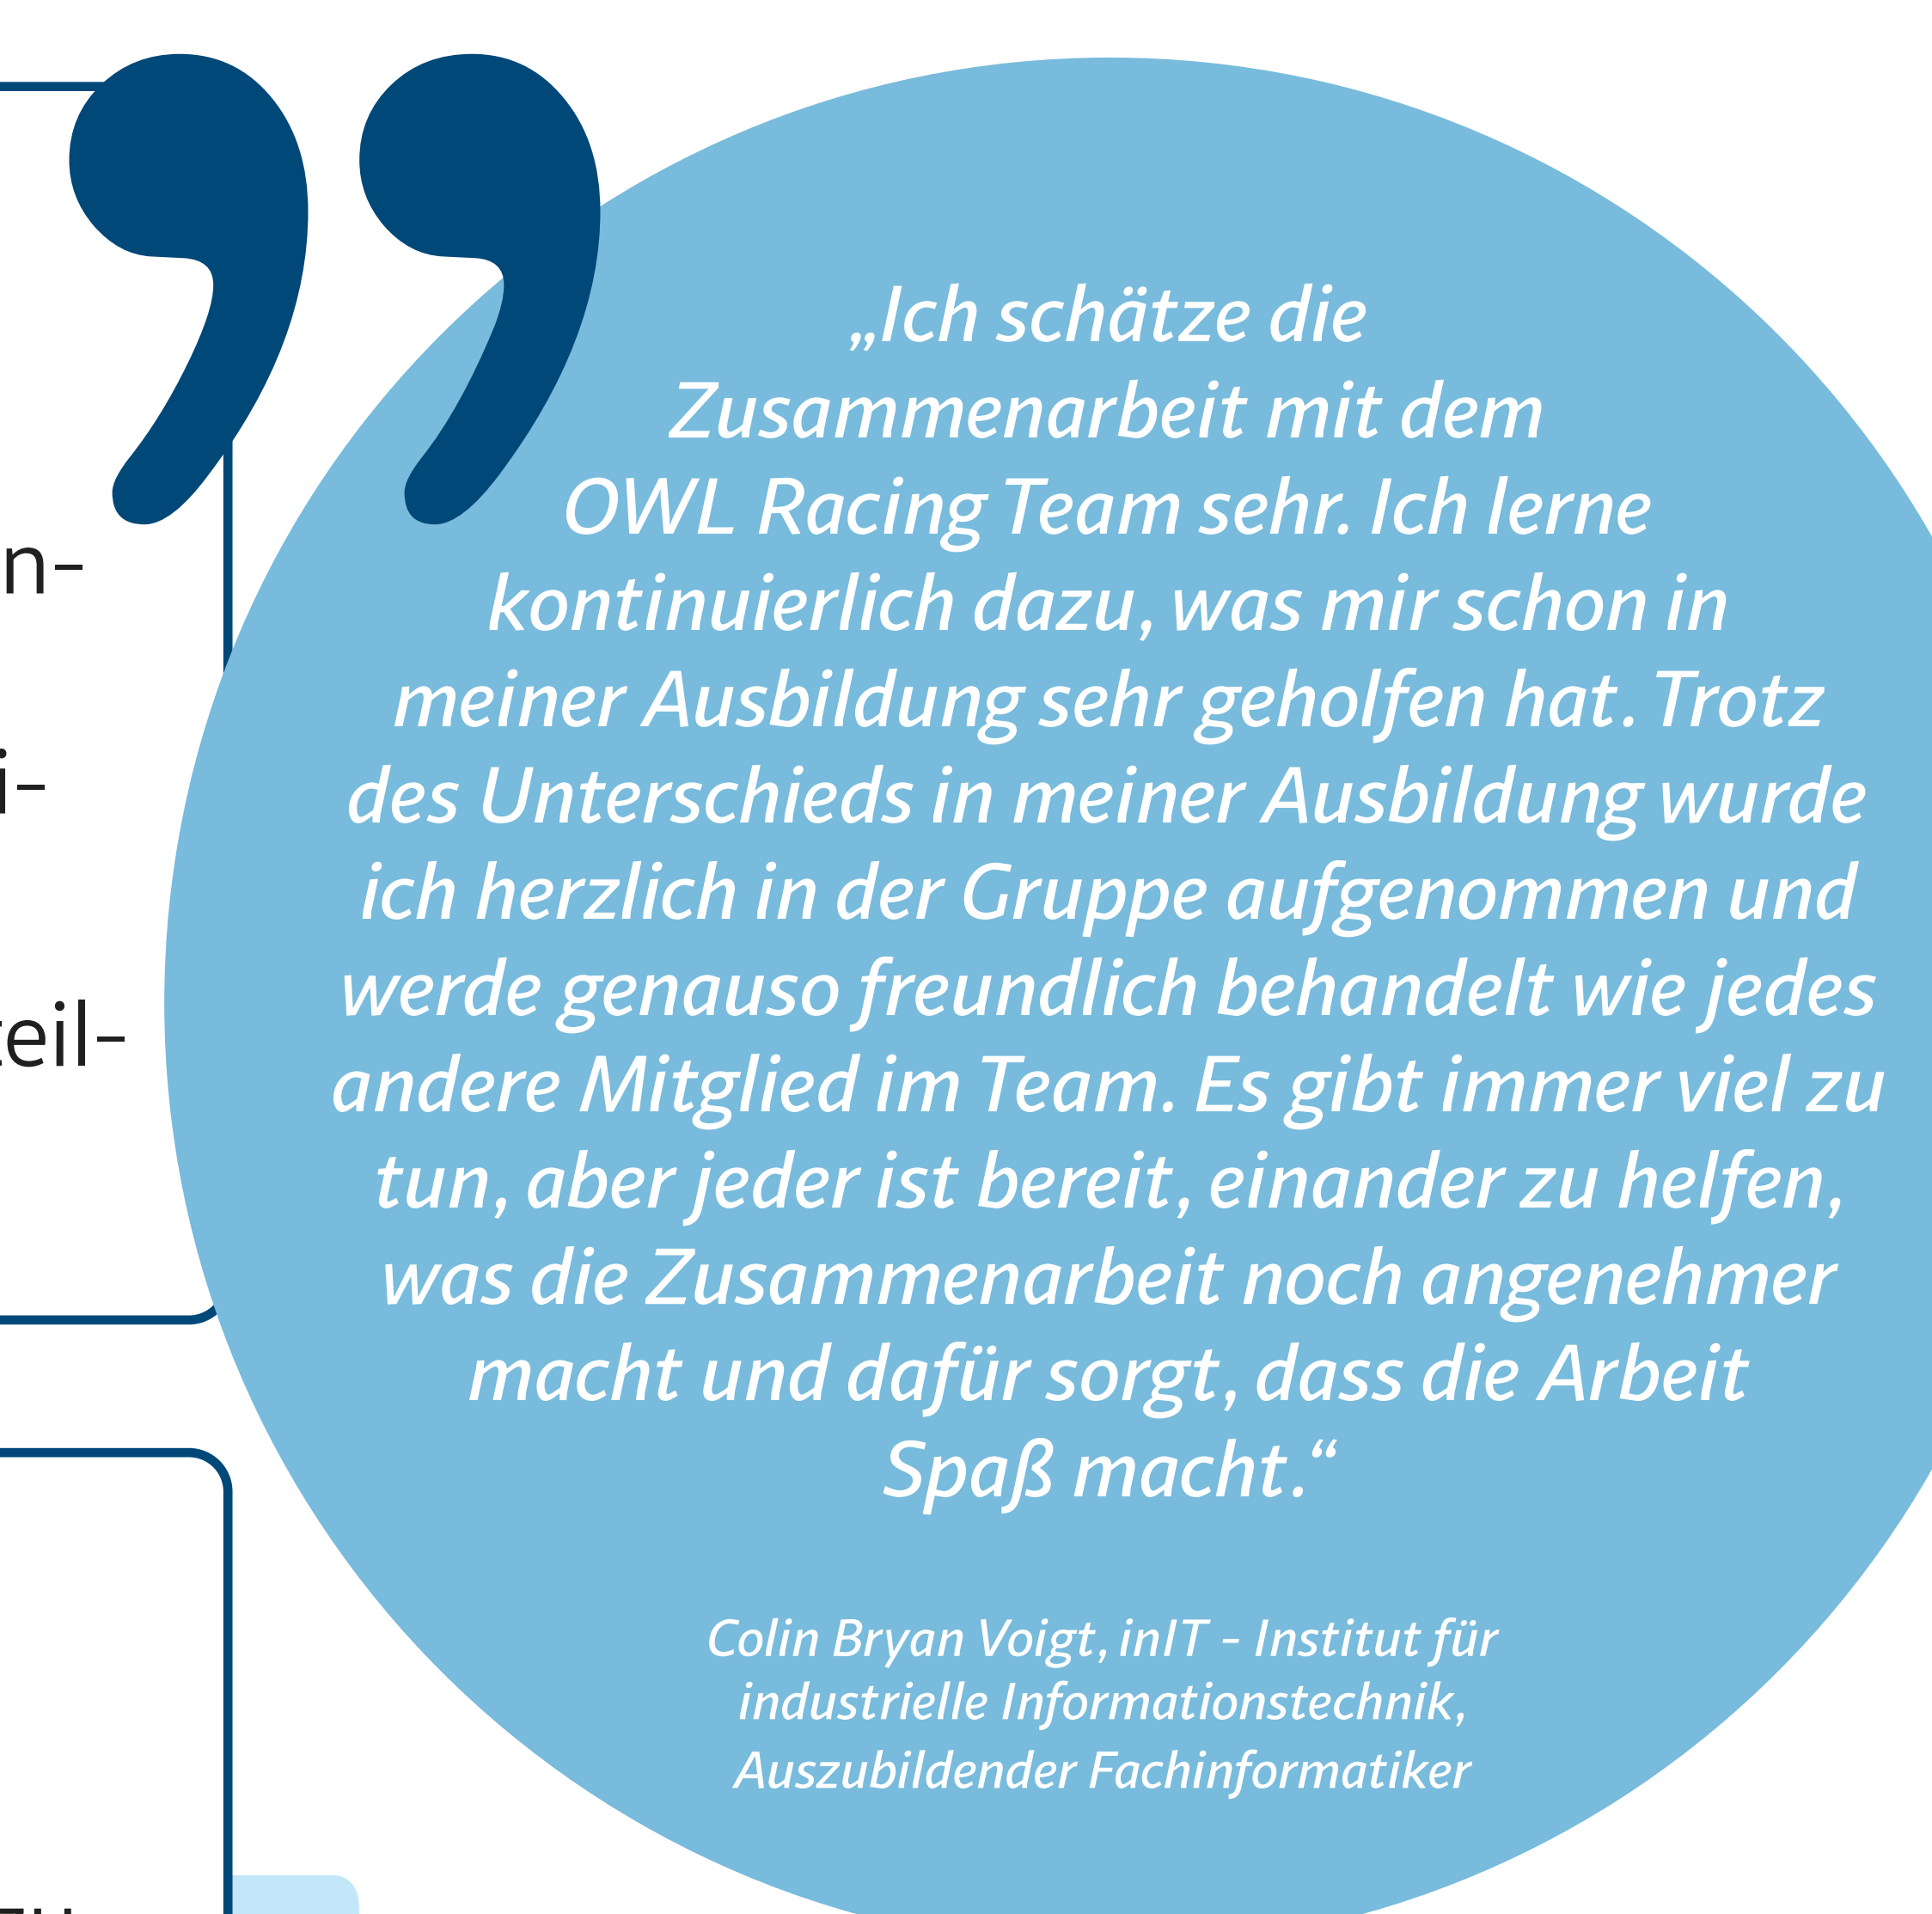 „Ich schätze die
Zusammenarbeit mit dem
OWL Racing Team sehr. Ich lerne
kontinuierlich dazu, was mir schon in
meiner Ausbildung sehr geholfen hat. Trotz
des Unterschieds in meiner Ausbildung wurde
ich herzlich in der Gruppe aufgenommen und
werde genauso freundlich behandelt wie jedes
andere Mitglied im Team. Es gibt immer viel zu
tun, aber jeder ist bereit, einander zu helfen,
was die Zusammenarbeit noch angenehmer
macht und dafür sorgt, dass die Arbeit
Spaß macht.“
Colin Bryan Voigt, inIT – Institut für
industrielle Informationstechnik,
Auszubildender Fachinformatiker
n-
i-
teil-